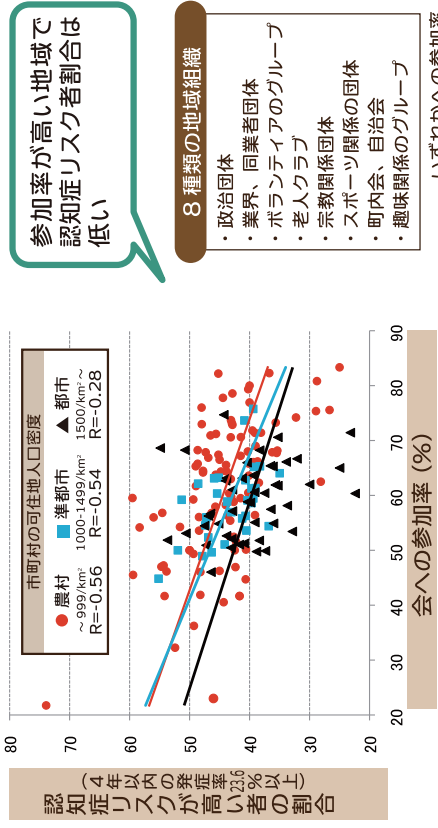 参加率が高い地域で
認知症リスク者割合は
低い
8種類の地域組織
・政治団体
・業界、同業者団体
・ボランティアのグループ
・老人クラブ
・宗教関係団体
・スポーツ関係の団体
・町内会、自治会
・趣味関係のグループ
市町村の可住地人口密度
農村 準都市 都市
～999/km² 1000-1499/km² 1500/km²～
R=-0.56 R=-0.54 R=-0.28
80
70
60
50
40
30
20
20 30 40 50 60 70 80 90
会への参加率（%）
認知症リスクが高い者の割合
（4年以内の発症率23.6%以上）